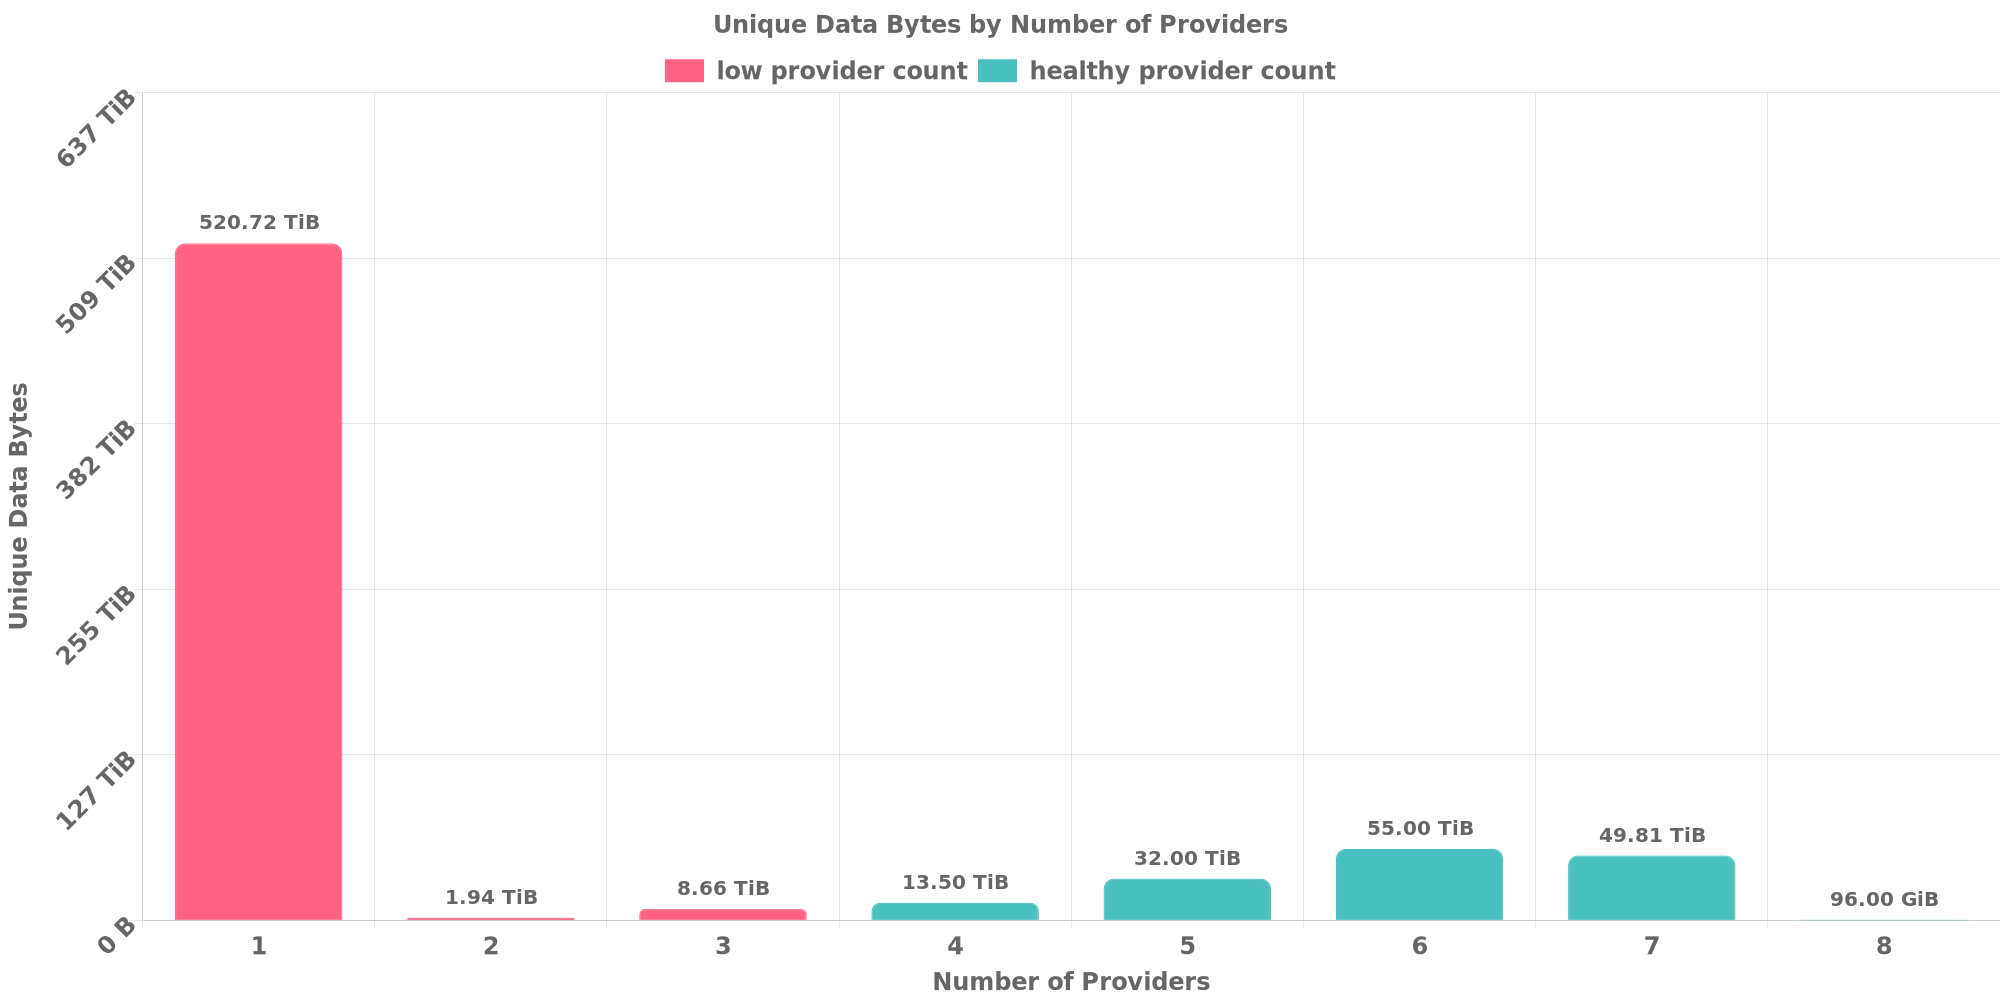 Unique Data Bytes by Number of Providers
low provider count healthy provider count
637 TiB
509 TiB
382 TiB
255 TiB
127 TiB
0 B
Unique Data Bytes
520.72 TiB
1.94 TiB
8.66 TiB
13.50 TiB
32.00 TiB
55.00 TiB
49.81 TiB
96.00 GiB
1 2 3 4 5 6 7 8
Number of Providers